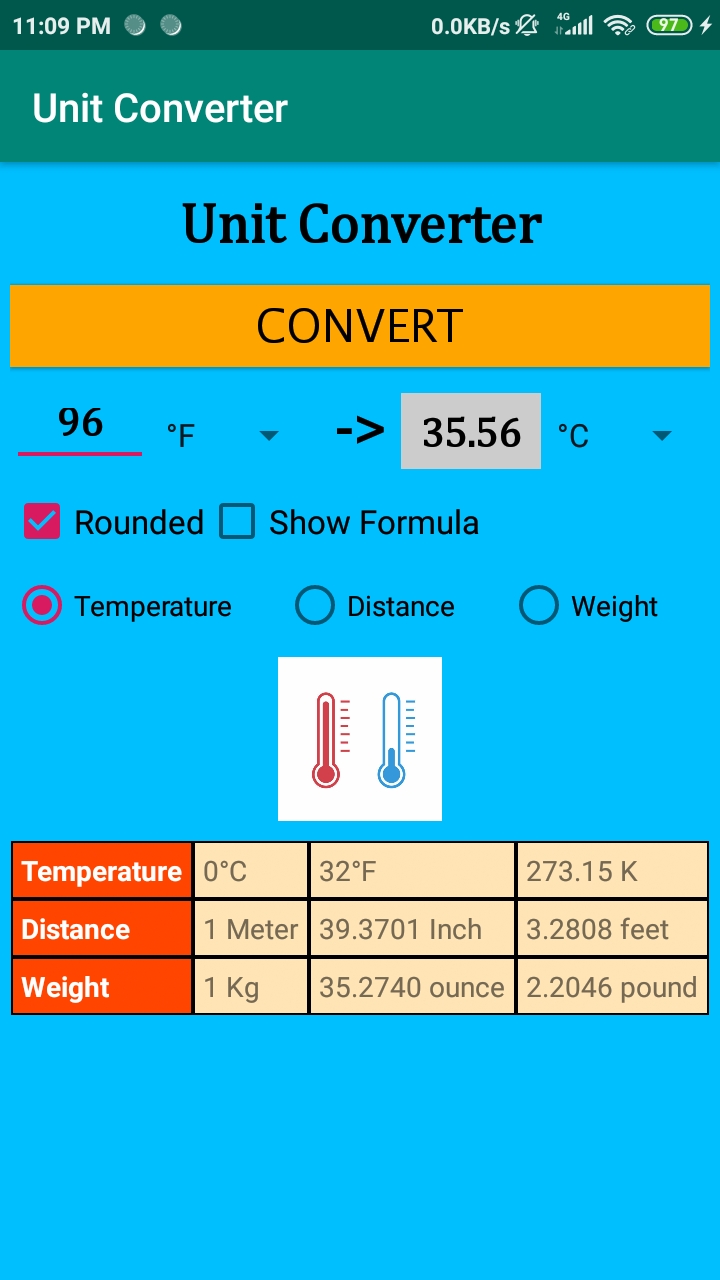 11:09 PM 0.0KB/s 4G 97
Unit Converter
Unit Converter
CONVERT
96 °F -> 35.56 °C
Rounded Show Formula
Temperature Distance Weight
Temperature 0°C 32°F 273.15 K
Distance 1 Meter 39.3701 Inch 3.2808 feet
Weight 1 Kg 35.2740 ounce 2.2046 pound